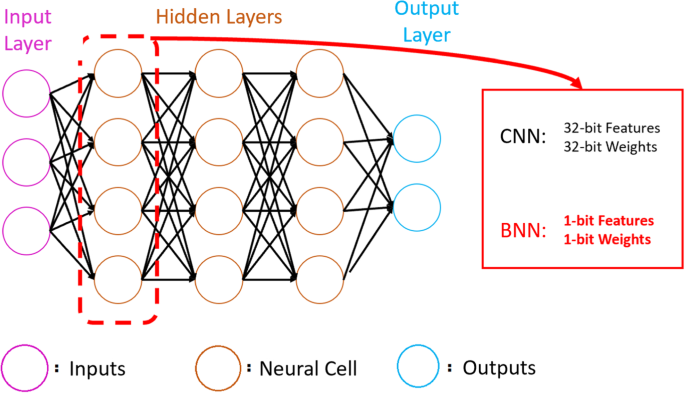 Input
Layer
Hidden Layers
Output
Layer
CNN: 32-bit Features
32-bit Weights
BNN: 1-bit Features
1-bit Weights
: Inputs
: Neural Cell
: Outputs